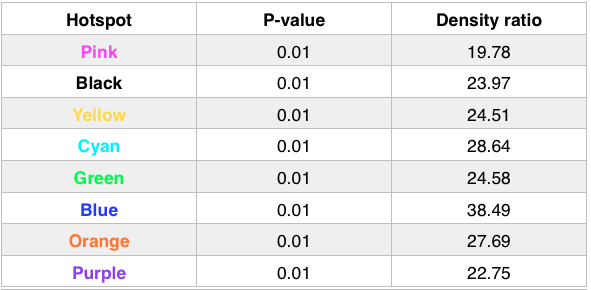 Hotspot P-value Density ratio
Pink 0.01 19.78
Black 0.01 23.97
Yellow 0.01 24.51
Cyan 0.01 28.64
Green 0.01 24.58
Blue 0.01 38.49
Orange 0.01 27.69
Purple 0.01 22.75